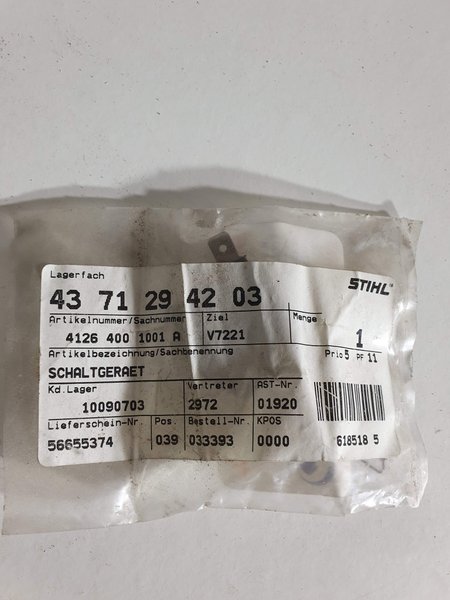 Lagerfach
STIHL
43 71 29 42 03
Artikelnummer/Sachnummer Ziel Menge
4126 400 1001 A V7221 1
Artikelbezeichnung/Sachbenennung Prio 5 PF 11
SCHALTGERAET
Kd.Lager Vertreter AST-Nr.
10090703 2972 01920
Lieferschein-Nr. Pos. Bestell-Nr. KPOS
56655374 039 033393 0000 618518 5